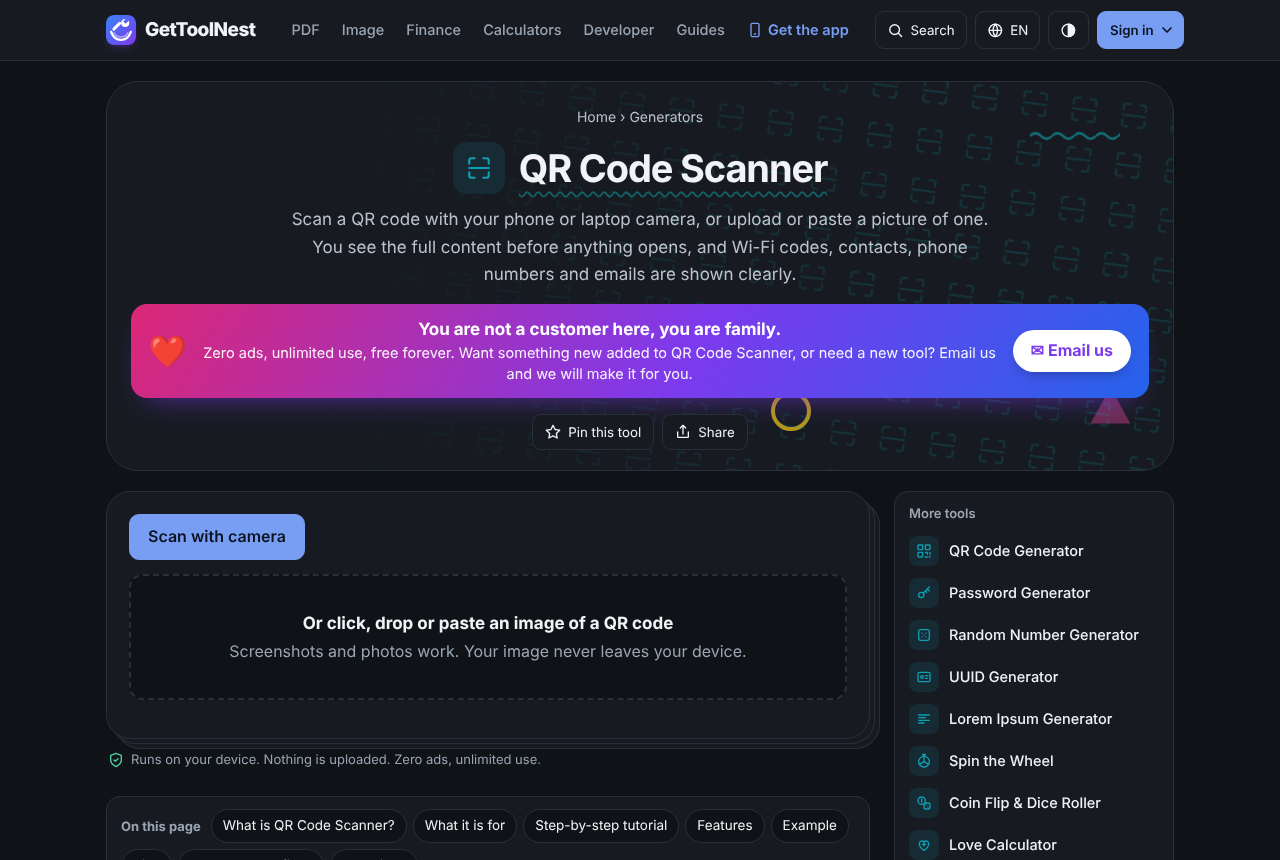 GetToolNest
PDF
Image
Finance
Calculators
Developer
Guides
Get the app
Search
EN
Sign in
Home › Generators
QR Code Scanner
Scan a QR code with your phone or laptop camera, or upload or paste a picture of one.
You see the full content before anything opens, and Wi-Fi codes, contacts, phone
numbers and emails are shown clearly.
You are not a customer here, you are family.
Zero ads, unlimited use, free forever. Want something new added to QR Code Scanner, or need a new tool? Email us
and we will make it for you.
✉ Email us
Pin this tool
Share
Scan with camera
Or click, drop or paste an image of a QR code
Screenshots and photos work. Your image never leaves your device.
Runs on your device. Nothing is uploaded. Zero ads, unlimited use.
On this page
What is QR Code Scanner?
What it is for
Step-by-step tutorial
Features
Example
More tools
QR Code Generator
Password Generator
Random Number Generator
UUID Generator
Lorem Ipsum Generator
Spin the Wheel
Coin Flip & Dice Roller
Love Calculator